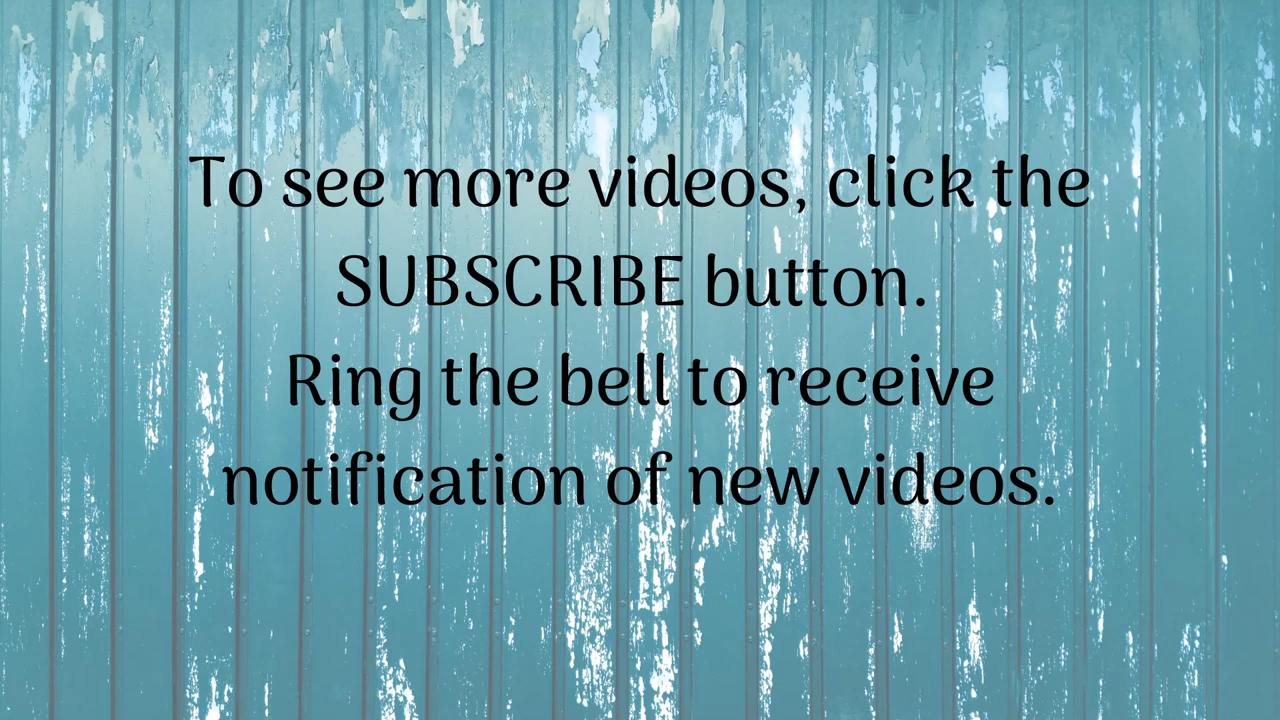 To see more videos, click the
SUBSCRIBE button.
Ring the bell to receive
notification of new videos.